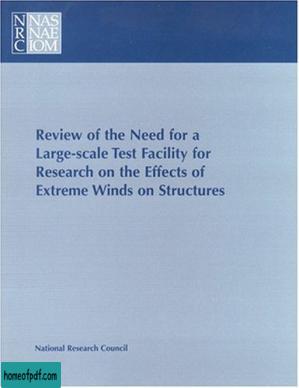 NRC
NAS
NAE
IOM
Review of the Need for a
Large-scale Test Facility for
Research on the Effects of
Extreme Winds on Structures
National Research Council
homeofpdf.com